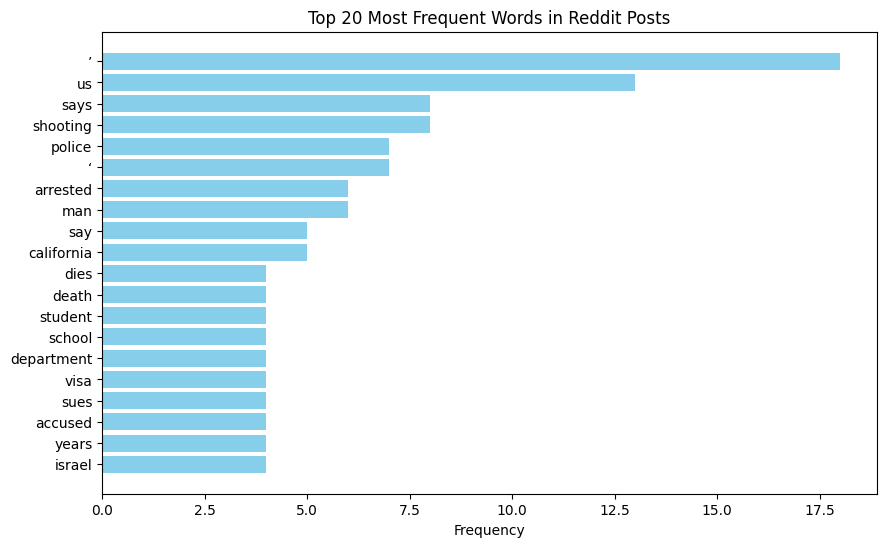 Top 20 Most Frequent Words in Reddit Posts
’
us
says
shooting
police
‘
arrested
man
say
california
dies
death
student
school
department
visa
sues
accused
years
israel
0.0 2.5 5.0 7.5 10.0 12.5 15.0 17.5
Frequency